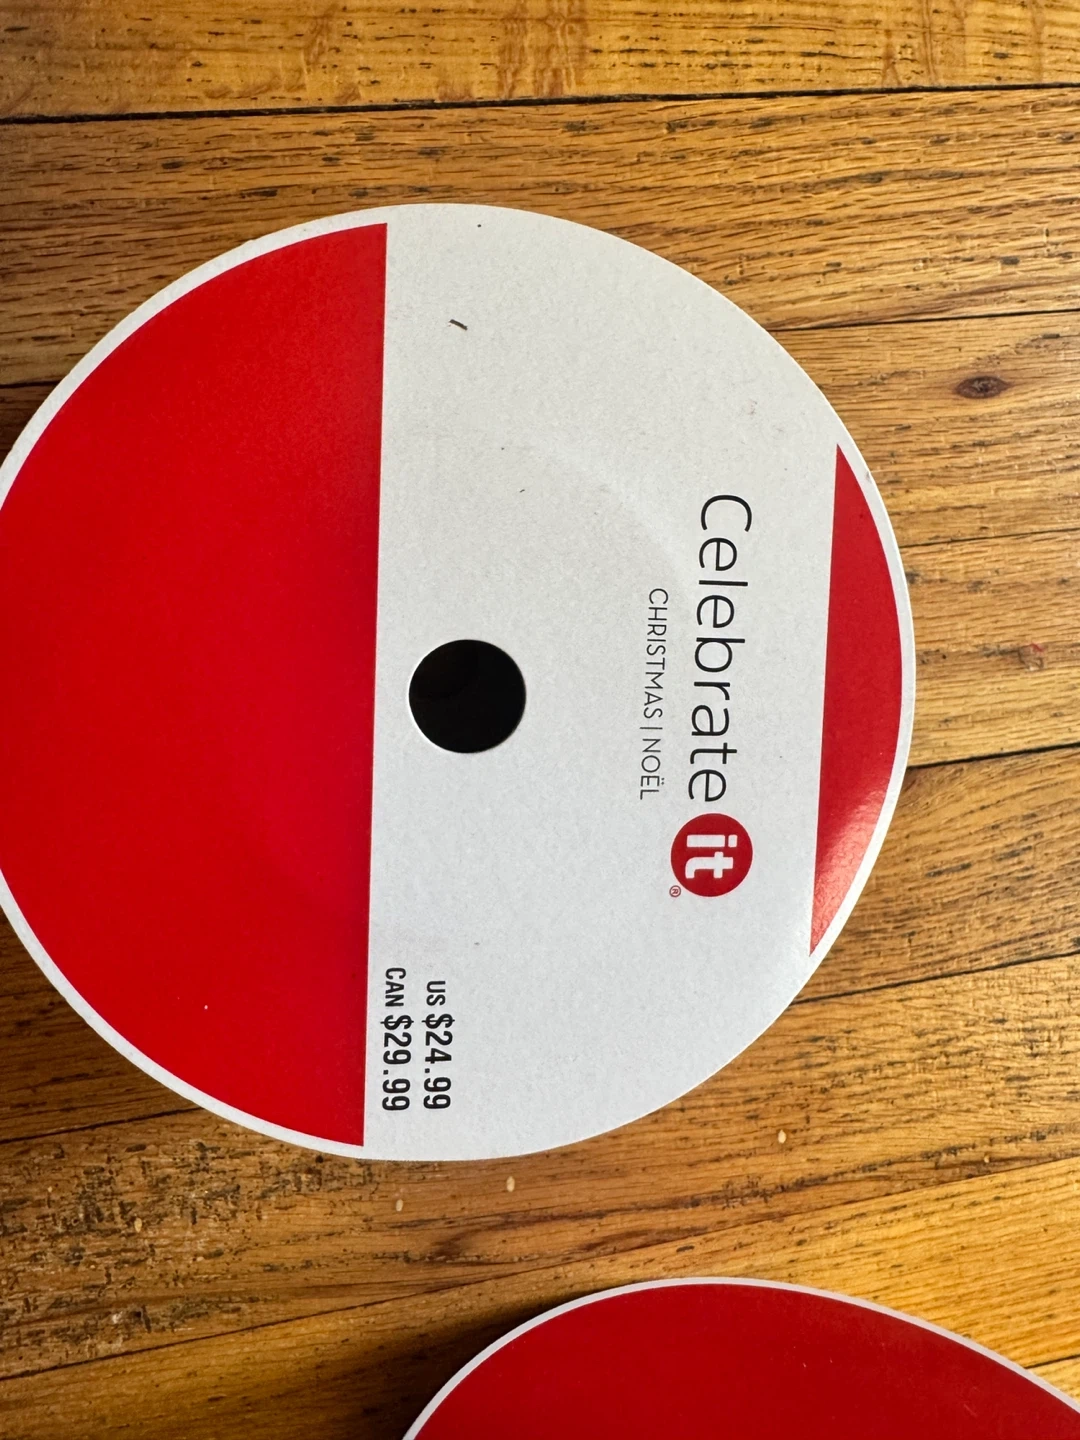 Celebrate it®
CHRISTMAS | NOËL
US $24.99
CAN $29.99